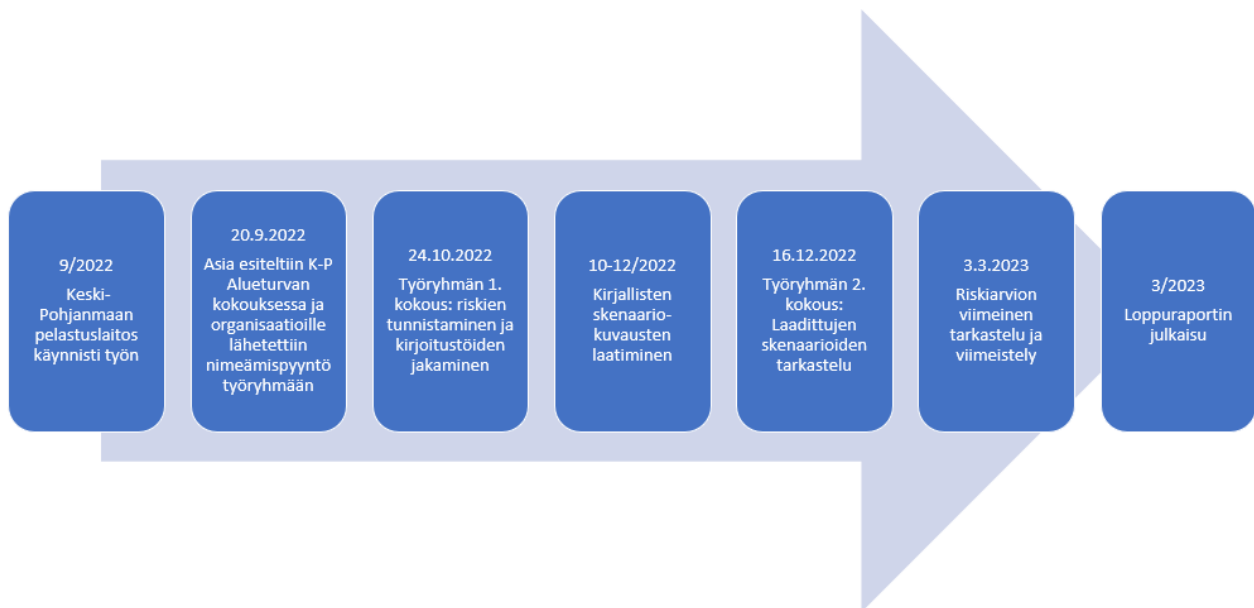 9/2022
Keski-
Pohjanmaan
pelastuslaitos
käynnisti työn
20.9.2022
Asia esiteltiin K-P
Alueturvan
kokouksessa ja
organisaatioille
lähetettiin
nimeämispyyntö
työryhmään
24.10.2022
Työryhmän 1.
kokous: riskien
tunnistaminen ja
kirjoitustöiden
jakaminen
10-12/2022
Kirjallisten
skenaario-
kuvausten
laatiminen
16.12.2022
Työryhmän 2.
kokous:
Laadittujen
skenaarioiden
tarkastelu
3.3.2023
Riskiarvion
viimeinen
tarkastelu ja
viimeistely
3/2023
Loppuraportin
julkaisu